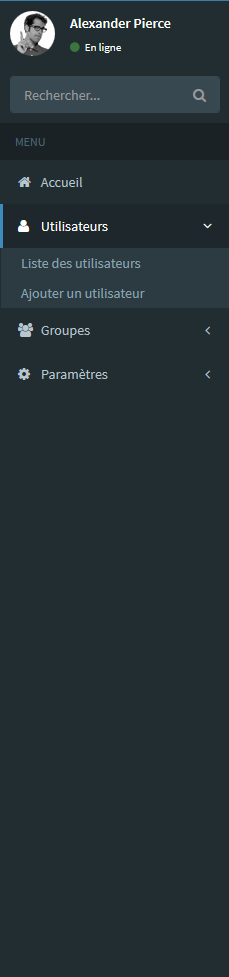 Alexander Pierce
En ligne
Rechercher...
MENU
Accueil
Utilisateurs
Liste des utilisateurs
Ajouter un utilisateur
Groupes
Paramètres